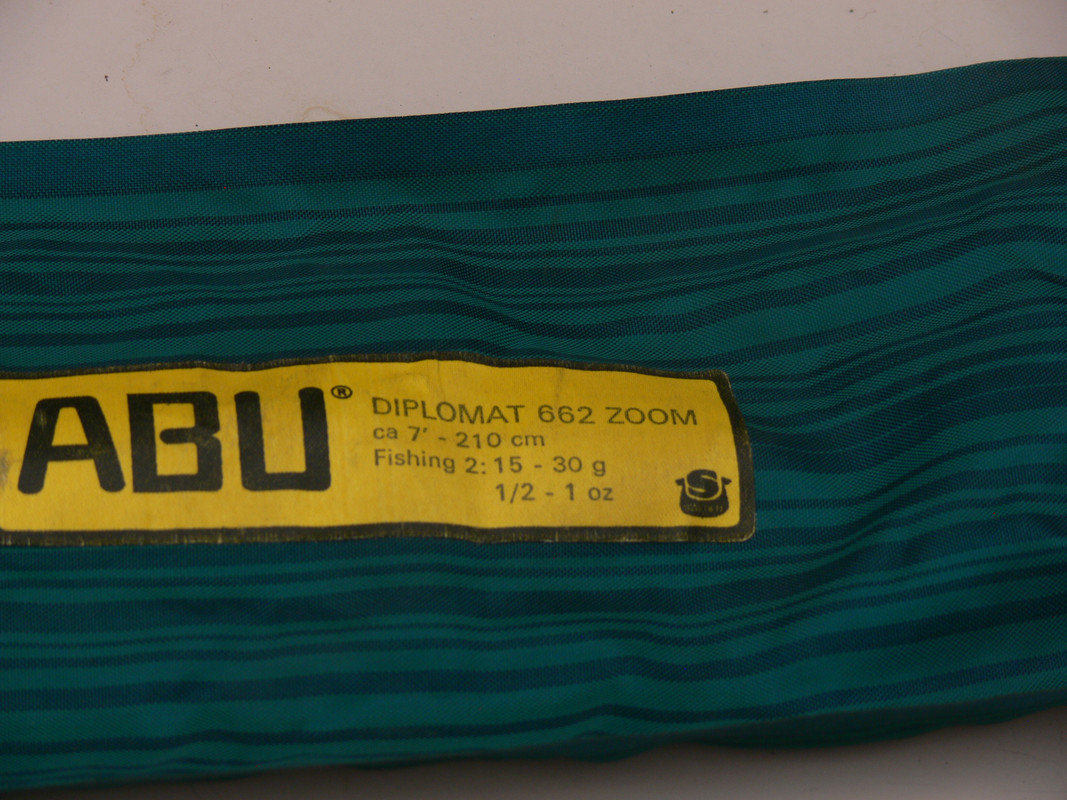 ABU®
DIPLOMAT 662 ZOOM
ca 7' - 210 cm
Fishing 2: 15 - 30 g
1/2 - 1 oz
S